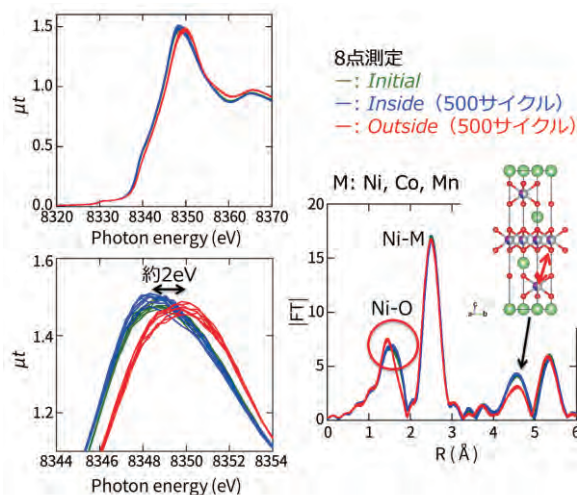 1.5
1.0
0.5
0.0
μt
8320 8330 8340 8350 8360 8370
Photon energy (eV)
1.6
1.5
1.4
1.3
1.2
μt
約2eV
8344 8346 8348 8350 8352 8354
Photon energy (eV)
8点測定
—: Initial
—: Inside（500サイクル）
—: Outside（500サイクル）
M: Ni, Co, Mn
20
15
10
5
0
|FT|
Ni-M
Ni-O
c
a b
0 1 2 3 4 5 6
R (Å)